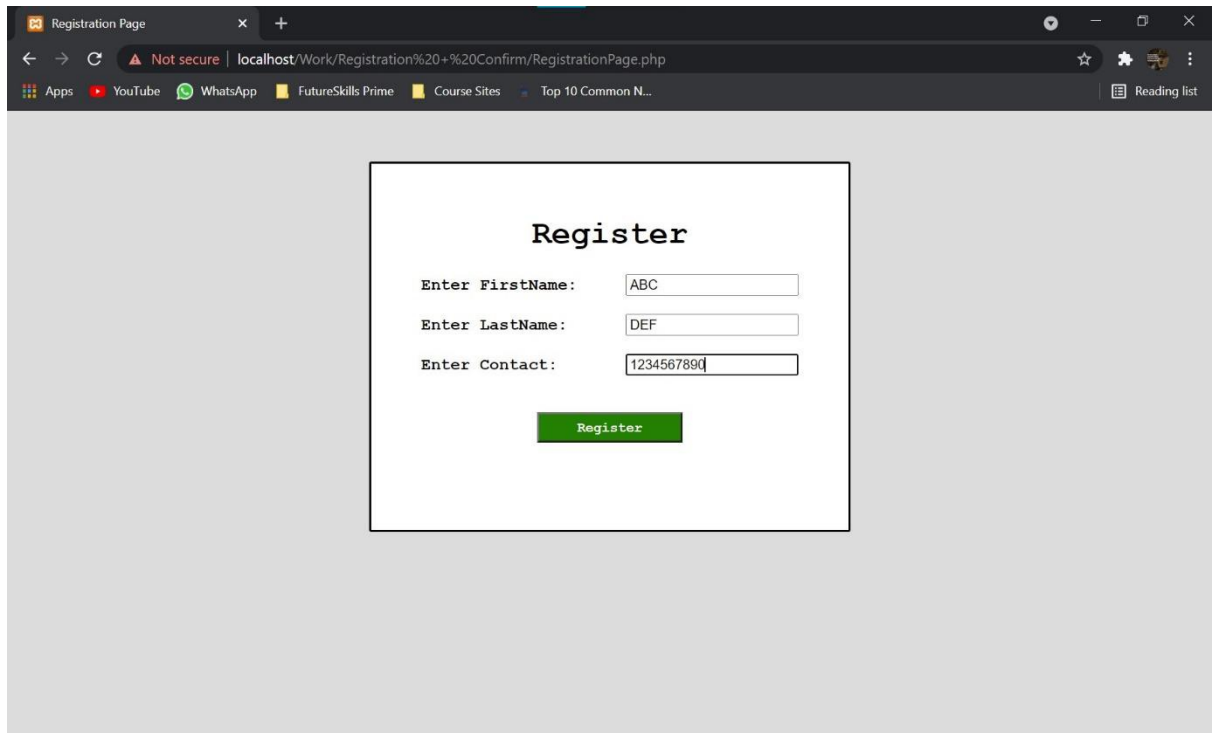 Registration Page
Not secure | localhost/Work/Registration%20+%20Confirm/RegistrationPage.php
Apps YouTube WhatsApp FutureSkills Prime Course Sites Top 10 Common N... Reading list
Register
Enter FirstName: ABC
Enter LastName: DEF
Enter Contact: 1234567890
Register